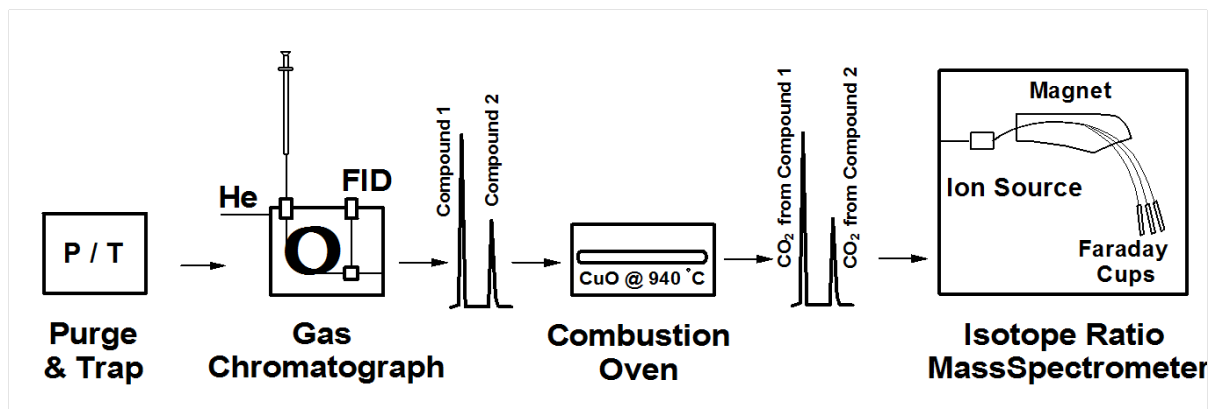 P / T
Purge
& Trap
He
FID
Gas
Chromatograph
Compound 1
Compound 2
CuO @ 940 °C
Combustion
Oven
CO₂ from Compound 1
CO₂ from Compound 2
Magnet
Ion Source
Faraday
Cups
Isotope Ratio
MassSpectrometer